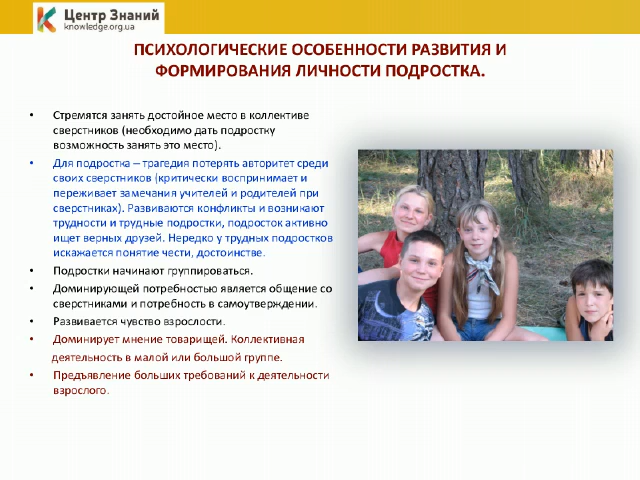 Центр Знаний
knowledge.org.ua
ПСИХОЛОГИЧЕСКИЕ ОСОБЕННОСТИ РАЗВИТИЯ И
ФОРМИРОВАНИЯ ЛИЧНОСТИ ПОДРОСТКА.
• Стремятся занять достойное место в коллективе
сверстников (необходимо дать подростку
возможность занять это место).
• Для подростка – трагедия потерять авторитет среди
своих сверстников (критически воспринимает и
переживает замечания учителей и родителей при
сверстниках). Развиваются конфликты и возникают
трудности и трудные подростки, подросток активно
ищет верных друзей. Нередко у трудных подростков
искажается понятие чести, достоинстве.
• Подростки начинают группироваться.
• Доминирующей потребностью является общение со
сверстниками и потребность в самоутверждении.
• Развивается чувство взрослости.
• Доминирует мнение товарищей. Коллективная
деятельность в малой или большой группе.
• Предъявление больших требований к деятельности
взрослого.